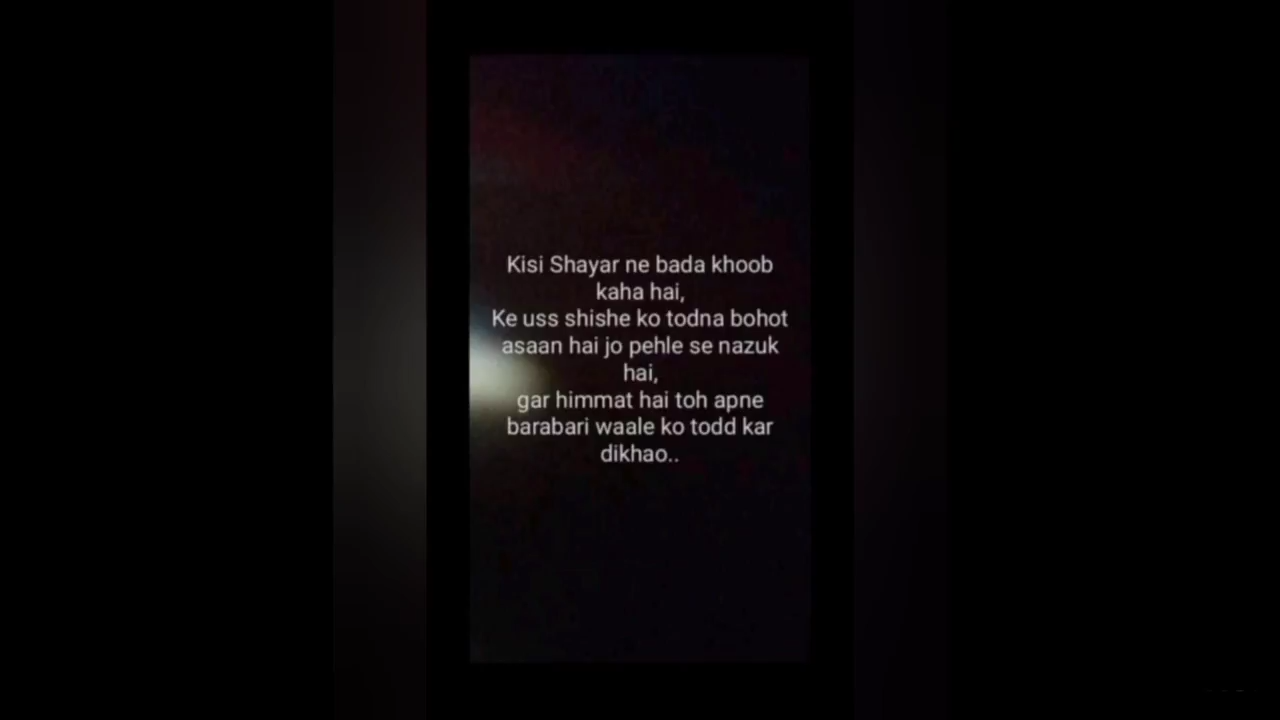 Kisi Shayar ne bada khoob
kaha hai,
Ke uss shishe ko todna bohot
asaan hai jo pehle se nazuk
hai,
gar himmat hai toh apne
barabari waale ko todd kar
dikhao..